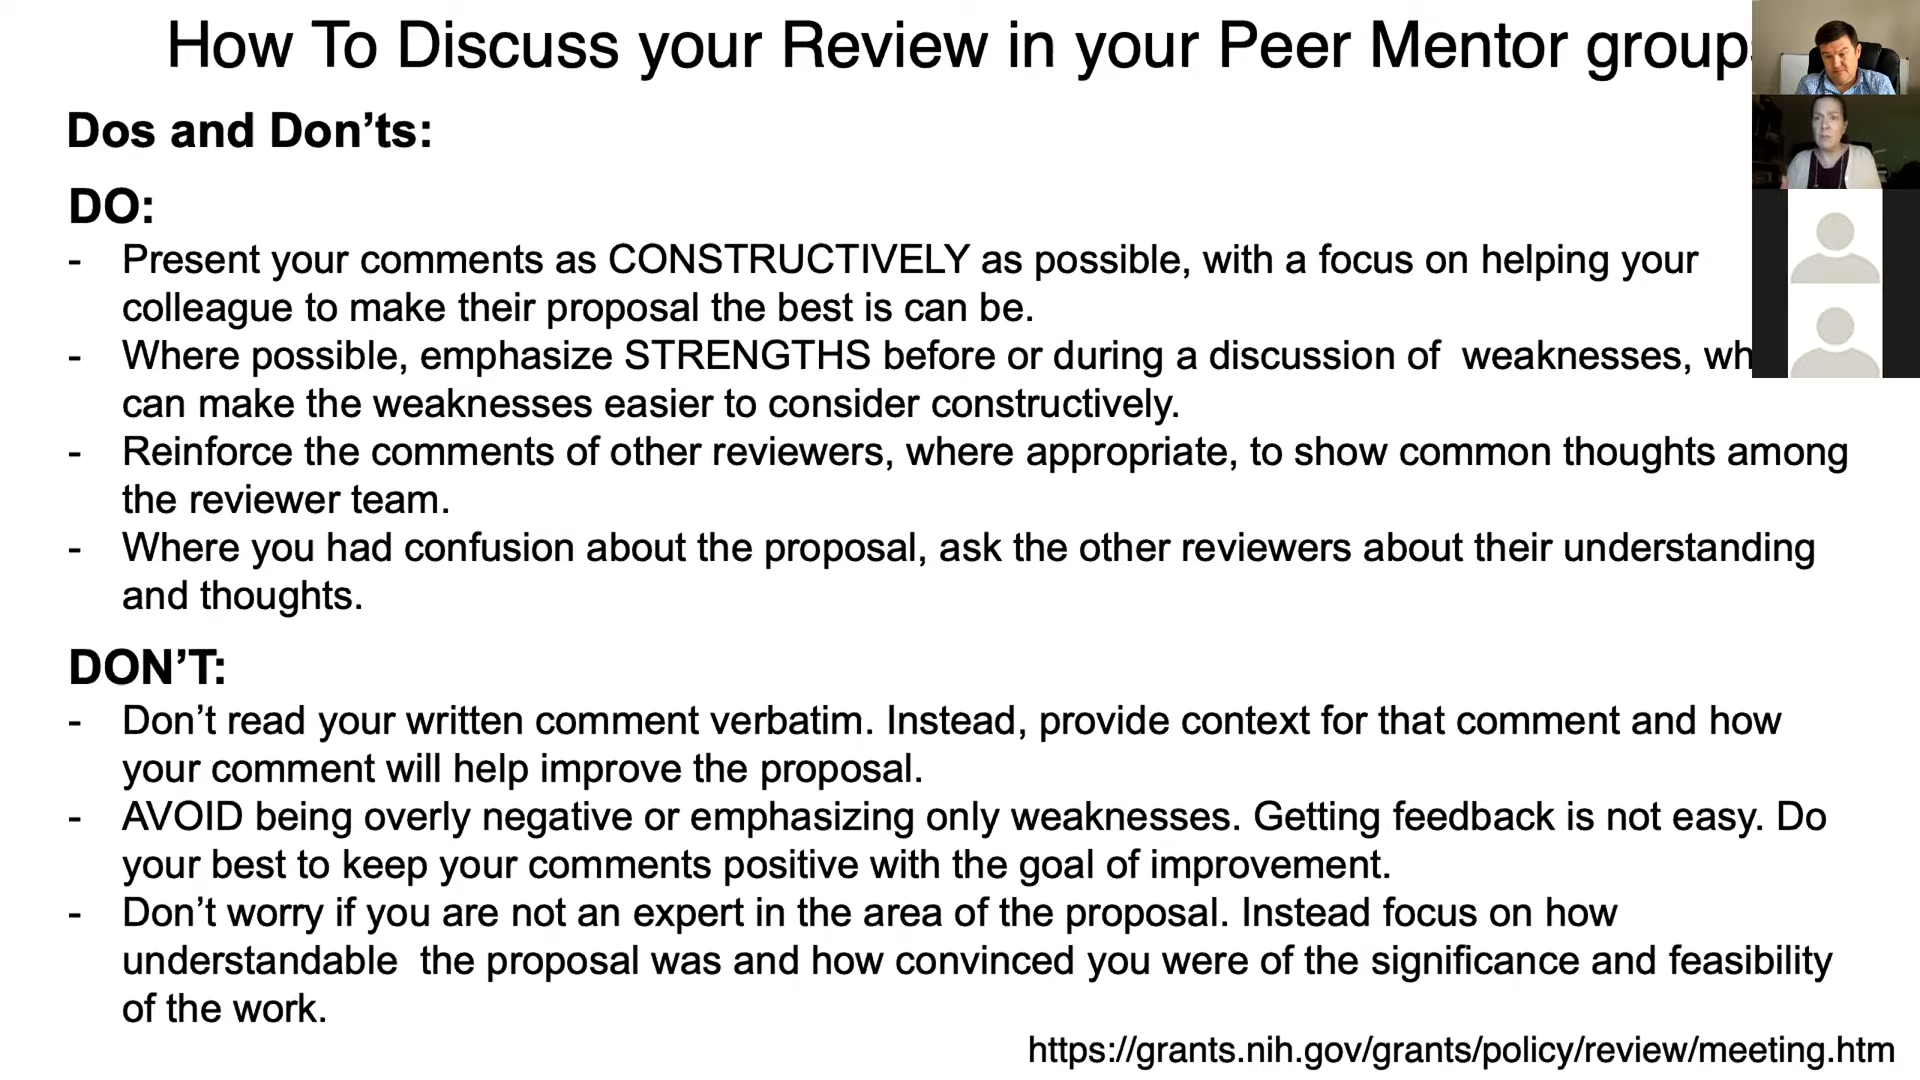 How To Discuss your Review in your Peer Mentor group
Dos and Don’ts:
DO:
- Present your comments as CONSTRUCTIVELY as possible, with a focus on helping your
colleague to make their proposal the best is can be.
- Where possible, emphasize STRENGTHS before or during a discussion of  weaknesses, wh
can make the weaknesses easier to consider constructively.
- Reinforce the comments of other reviewers, where appropriate, to show common thoughts among
the reviewer team.
- Where you had confusion about the proposal, ask the other reviewers about their understanding
and thoughts.
DON’T:
- Don’t read your written comment verbatim. Instead, provide context for that comment and how
your comment will help improve the proposal.
- AVOID being overly negative or emphasizing only weaknesses. Getting feedback is not easy. Do
your best to keep your comments positive with the goal of improvement.
- Don’t worry if you are not an expert in the area of the proposal. Instead focus on how
understandable  the proposal was and how convinced you were of the significance and feasibility
of the work.
https://grants.nih.gov/grants/policy/review/meeting.htm